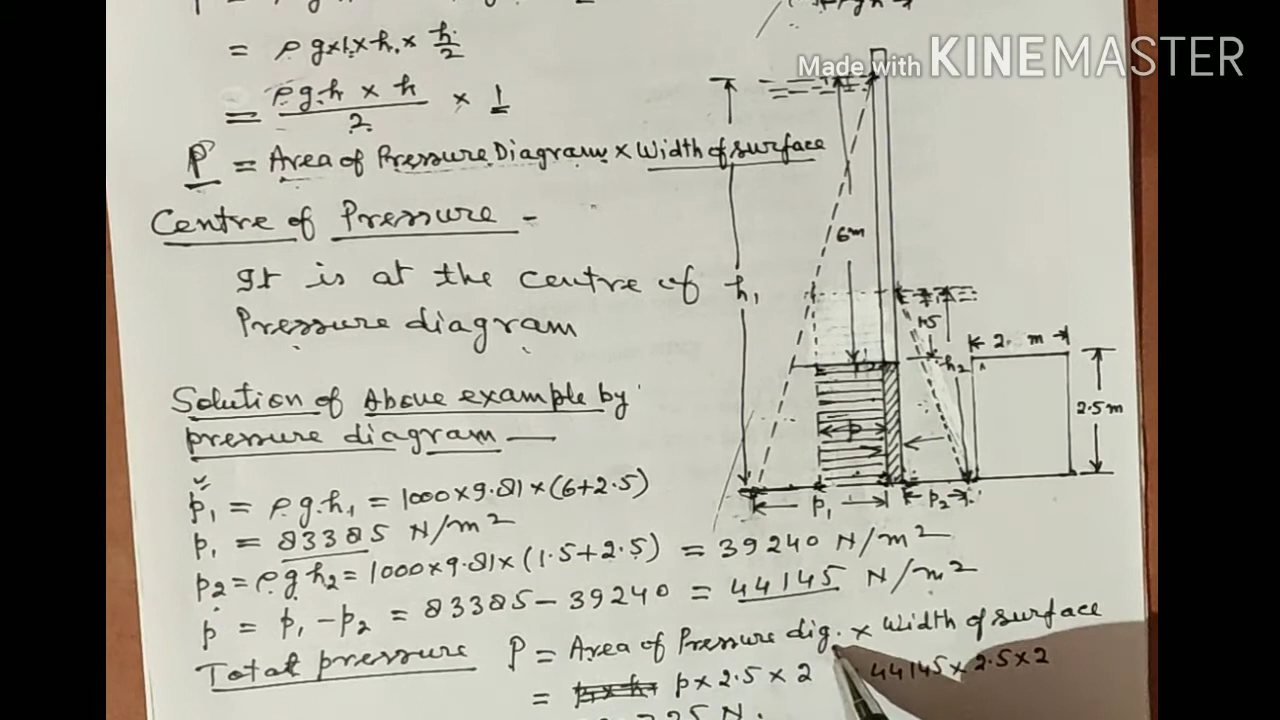 = ρ g×1×h × h/2
= ρ g.h × h / 2 × 1
P = Area of Pressure Diagram × Width of surface
Centre of Pressure -
It is at the centre of
Pressure diagram
Solution of Above example by
pressure diagram —
p₁ = ρ.g.h₁ = 1000×9.81×(6+2.5)
p₁ = 83385 N/m²
p₂ = ρ g h₂ = 1000×9.81×(1.5+2.5) = 39240 N/m²
p = p₁ - p₂ = 83385 - 39240 = 44145 N/m²
Total pressure P = Area of Pressure dig. × Width of surface
= p × 2.5 × 2 44145 × 2.5 × 2
N.
Made with KINEMASTER
6m
h₁
1.5
h₂
2. m
2.5m
p
p₁
p₂